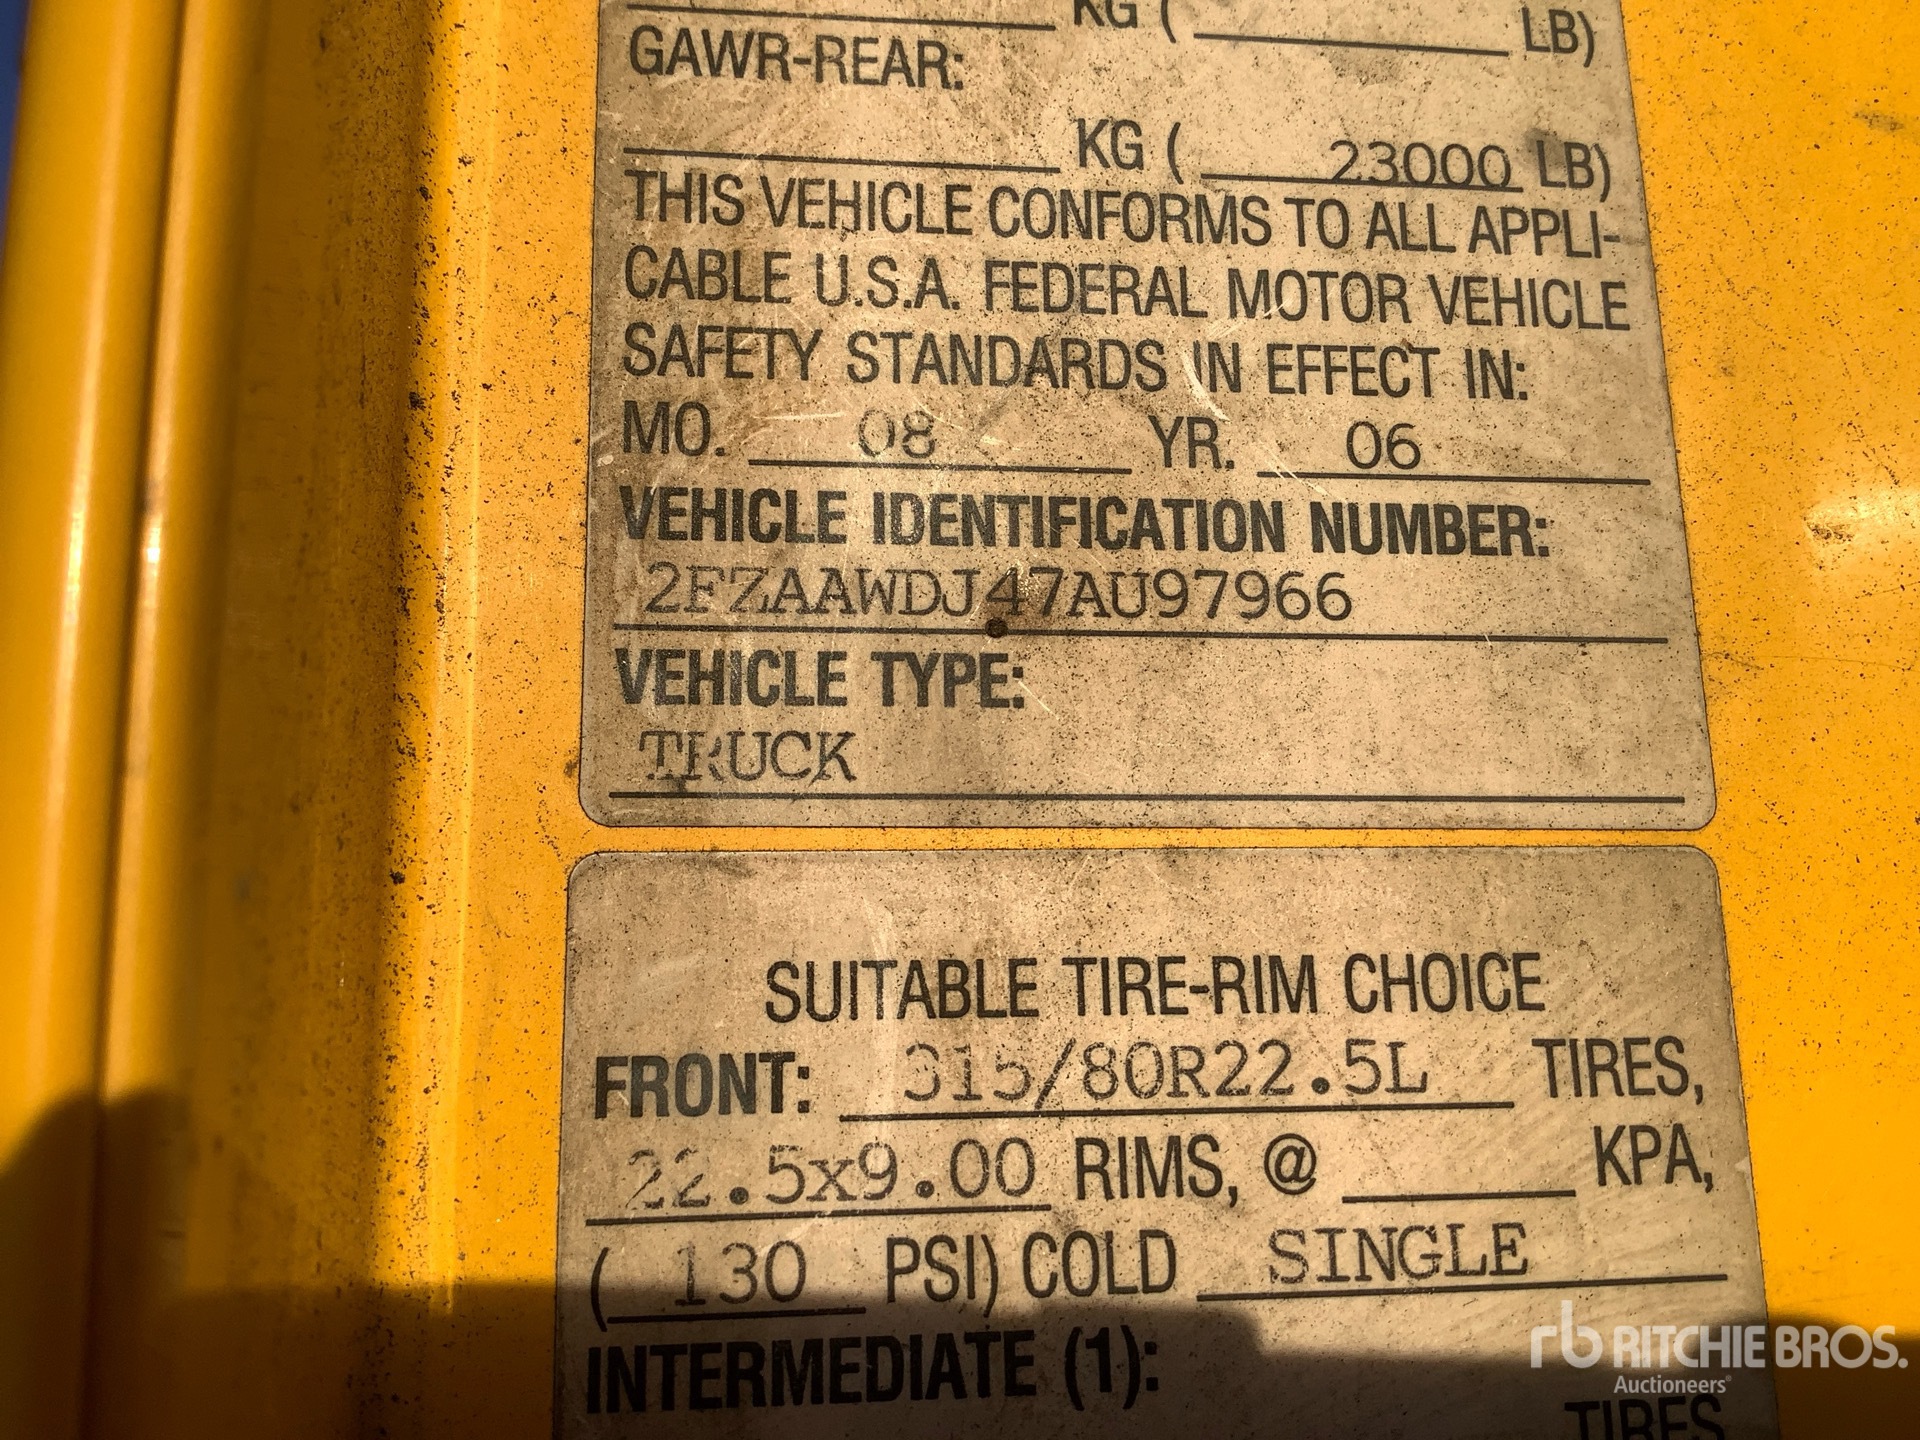 KG ( LB)
GAWR-REAR:
KG ( 23000 LB)
THIS VEHICLE CONFORMS TO ALL APPLI-
CABLE U.S.A. FEDERAL MOTOR VEHICLE
SAFETY STANDARDS IN EFFECT IN:
MO. 08 YR. 06
VEHICLE IDENTIFICATION NUMBER:
2FZAAWDJ47AU97966
VEHICLE TYPE:
TRUCK
SUITABLE TIRE-RIM CHOICE
FRONT: 315/80R22.5L TIRES,
22.5x9.00 RIMS, @ KPA,
( 130 PSI) COLD SINGLE
INTERMEDIATE (1):
TIRES
rb RITCHIE BROS.
Auctioneers